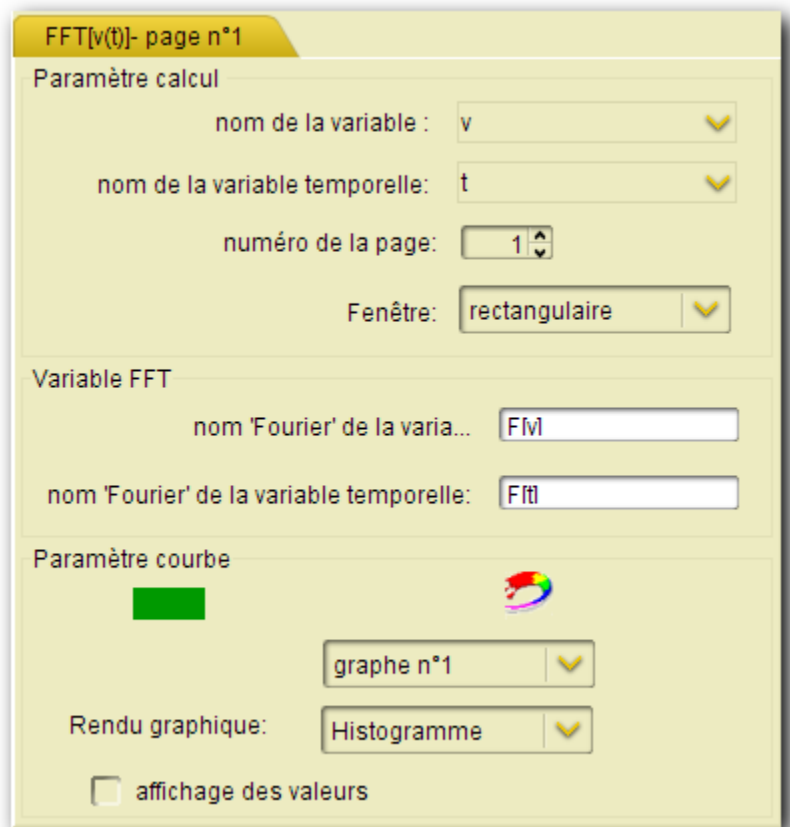 FFT[v(t)]- page n°1
Paramètre calcul
nom de la variable : v
nom de la variable temporelle: t
numéro de la page: 1
Fenêtre: rectangulaire
Variable FFT
nom 'Fourier' de la varia... F[v]
nom 'Fourier' de la variable temporelle: F[t]
Paramètre courbe
graphe n°1
Rendu graphique: Histogramme
affichage des valeurs